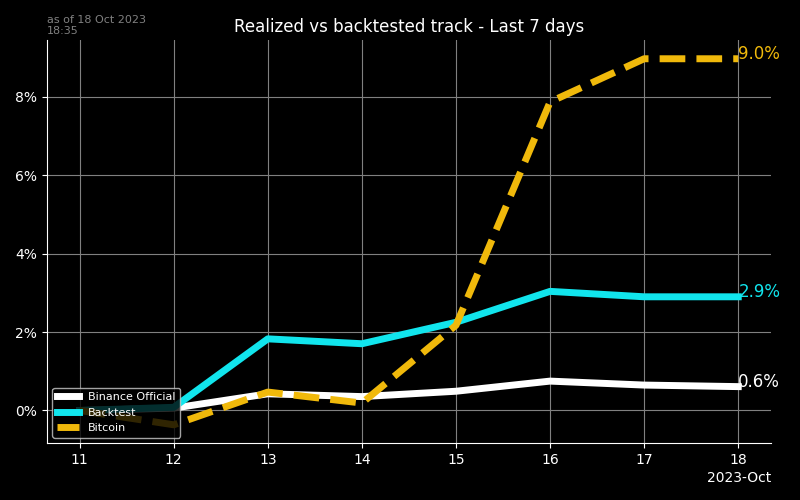 as of 18 Oct 2023
18:35
Realized vs backtested track - Last 7 days
9.0%
8%
6%
4%
2.9%
2%
0.6%
0%
Binance Official
Backtest
Bitcoin
11 12 13 14 15 16 17 18
2023-Oct